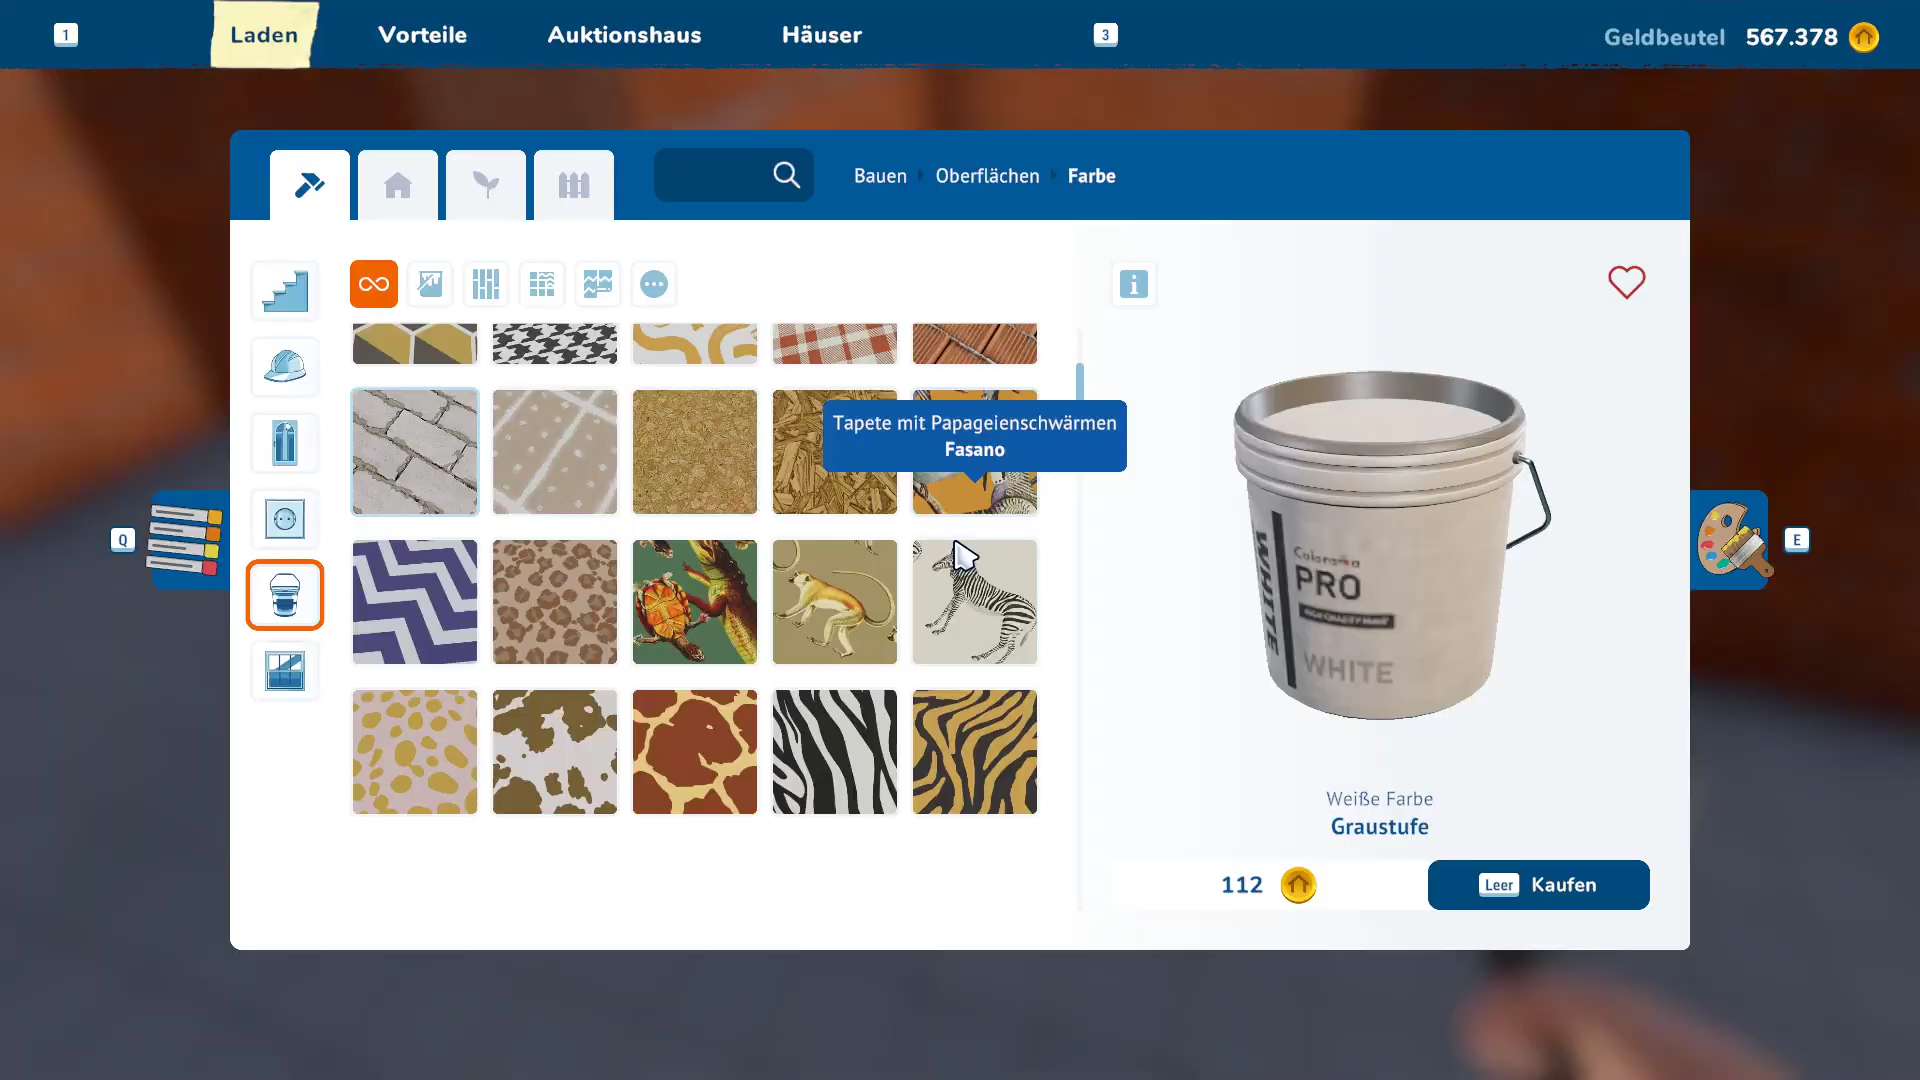 1
Laden
Vorteile
Auktionshaus
Häuser
3
Geldbeutel 567.378
Bauen
Oberflächen
Farbe
Tapete mit Papageienschwärmen
Fasano
Q
E
WHITE
Colorama
PRO
WHITE
Weiße Farbe
Graustufe
112
Leer Kaufen